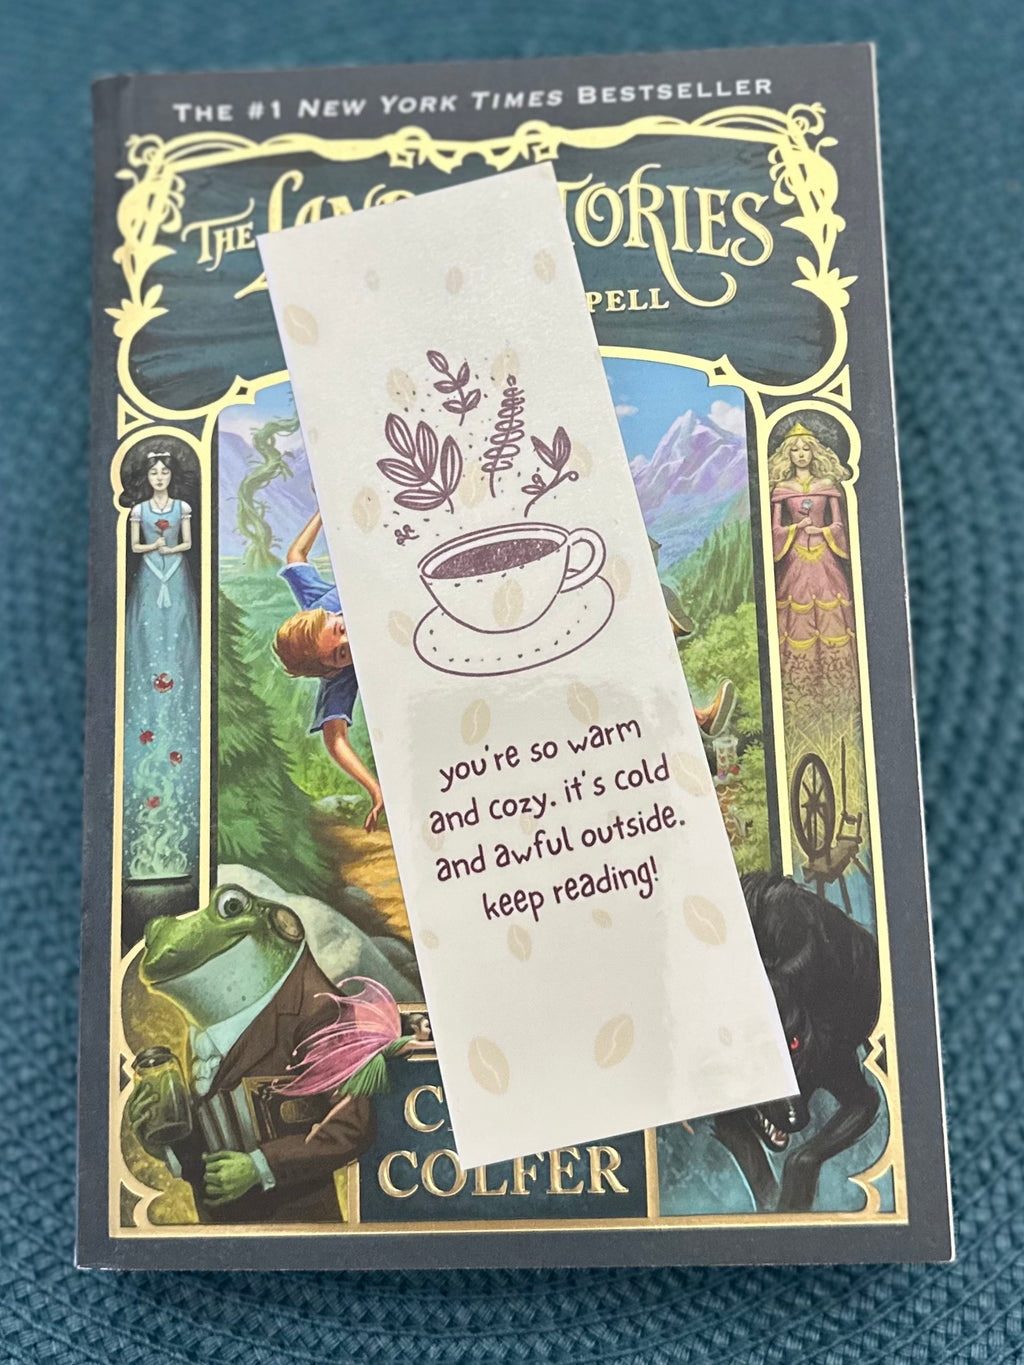 THE #1 NEW YORK TIMES BESTSELLER
THE LAND STORIES
PELL
you're so warm
and cozy. it's cold
and awful outside.
keep reading!
C
COLFER